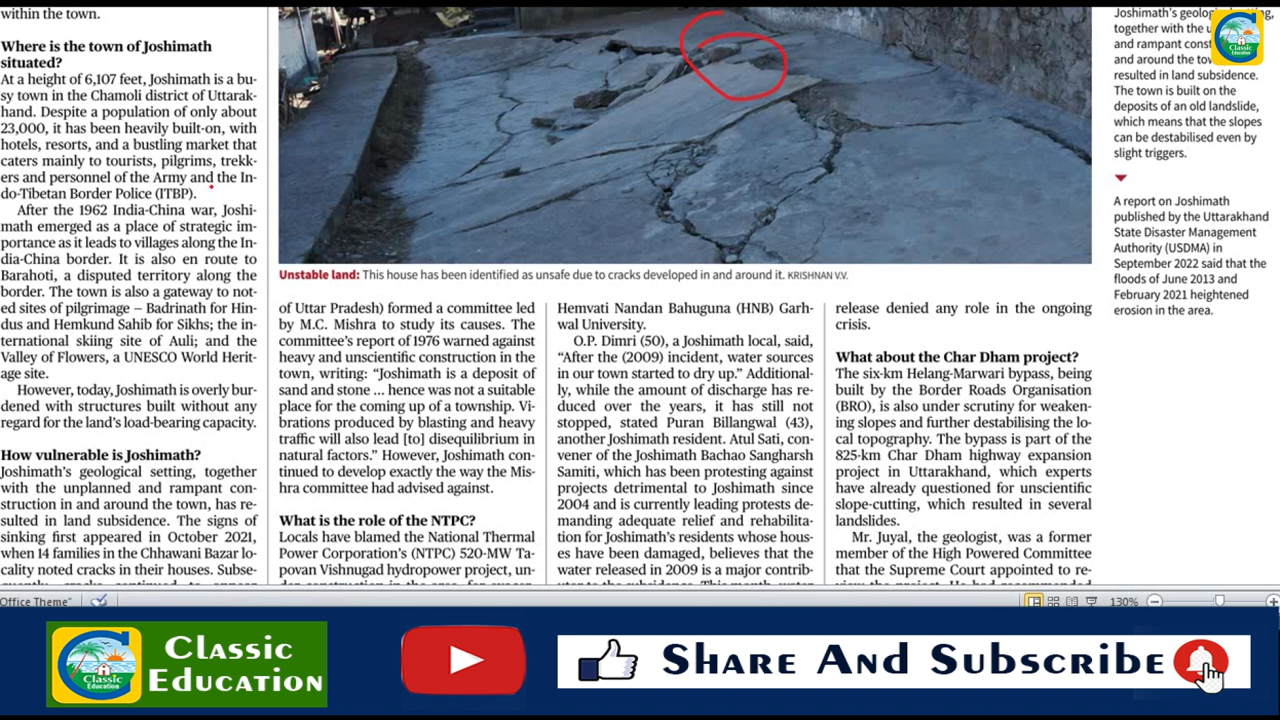 within the town.
Where is the town of Joshimath
situated?
At a height of 6,107 feet, Joshimath is a bu-
sy town in the Chamoli district of Uttarak-
hand. Despite a population of only about
23,000, it has been heavily built-on, with
hotels, resorts, and a bustling market that
caters mainly to tourists, pilgrims, trekk-
ers and personnel of the Army and the In-
do-Tibetan Border Police (ITBP).
After the 1962 India-China war, Joshi-
math emerged as a place of strategic im-
portance as it leads to villages along the In-
dia-China border. It is also en route to
Barahoti, a disputed territory along the
border. The town is also a gateway to not-
ed sites of pilgrimage – Badrinath for Hin-
dus and Hemkund Sahib for Sikhs; the in-
ternational skiing site of Auli; and the
Valley of Flowers, a UNESCO World Herit-
age site.
However, today, Joshimath is overly bur-
dened with structures built without any
regard for the land's load-bearing capacity.
How vulnerable is Joshimath?
Joshimath's geological setting, together
with the unplanned and rampant con-
struction in and around the town, has re-
sulted in land subsidence. The signs of
sinking first appeared in October 2021,
when 14 families in the Chhawani Bazar lo-
cality noted cracks in their houses. Subse-
Unstable land: This house has been identified as unsafe due to cracks developed in and around it. KRISHNAN V.V.
of Uttar Pradesh) formed a committee led
by M.C. Mishra to study its causes. The
committee's report of 1976 warned against
heavy and unscientific construction in the
town, writing: “Joshimath is a deposit of
sand and stone ... hence was not a suitable
place for the coming up of a township. Vi-
brations produced by blasting and heavy
traffic will also lead [to] disequilibrium in
natural factors.” However, Joshimath con-
tinued to develop exactly the way the Mis-
hra committee had advised against.
What is the role of the NTPC?
Locals have blamed the National Thermal
Power Corporation's (NTPC) 520-MW Ta-
povan Vishnugad hydropower project, un-
Hemvati Nandan Bahuguna (HNB) Garh-
wal University.
O.P. Dimri (50), a Joshimath local, said,
“After the (2009) incident, water sources
in our town started to dry up.” Additional-
ly, while the amount of discharge has re-
duced over the years, it has still not
stopped, stated Puran Billangwal (43),
another Joshimath resident. Atul Sati, con-
vener of the Joshimath Bachao Sangharsh
Samiti, which has been protesting against
projects detrimental to Joshimath since
2004 and is currently leading protests de-
manding adequate relief and rehabilita-
tion for Joshimath's residents whose hous-
es have been damaged, believes that the
water released in 2009 is a major contrib-
release denied any role in the ongoing
crisis.
What about the Char Dham project?
The six-km Helang-Marwari bypass, being
built by the Border Roads Organisation
(BRO), is also under scrutiny for weaken-
ing slopes and further destabilising the lo-
cal topography. The bypass is part of the
825-km Char Dham highway expansion
project in Uttarakhand, which experts
have already questioned for unscientific
slope-cutting, which resulted in several
landslides.
Mr. Juyal, the geologist, was a former
member of the High Powered Committee
that the Supreme Court appointed to re-
Joshimath's
together with the
and rampant
and around the
resulted in land subsidence.
The town is built on the
deposits of an old landslide,
which means that the slopes
can be destabilised even by
slight triggers.
A report on Joshimath
published by the Uttarakhand
State Disaster Management
Authority (USDMA) in
September 2022 said that the
floods of June 2013 and
February 2021 heightened
erosion in the area.
Classic
Education
Office Theme"
130%
Classic
Education
Classic
Education
Share And Subscribe